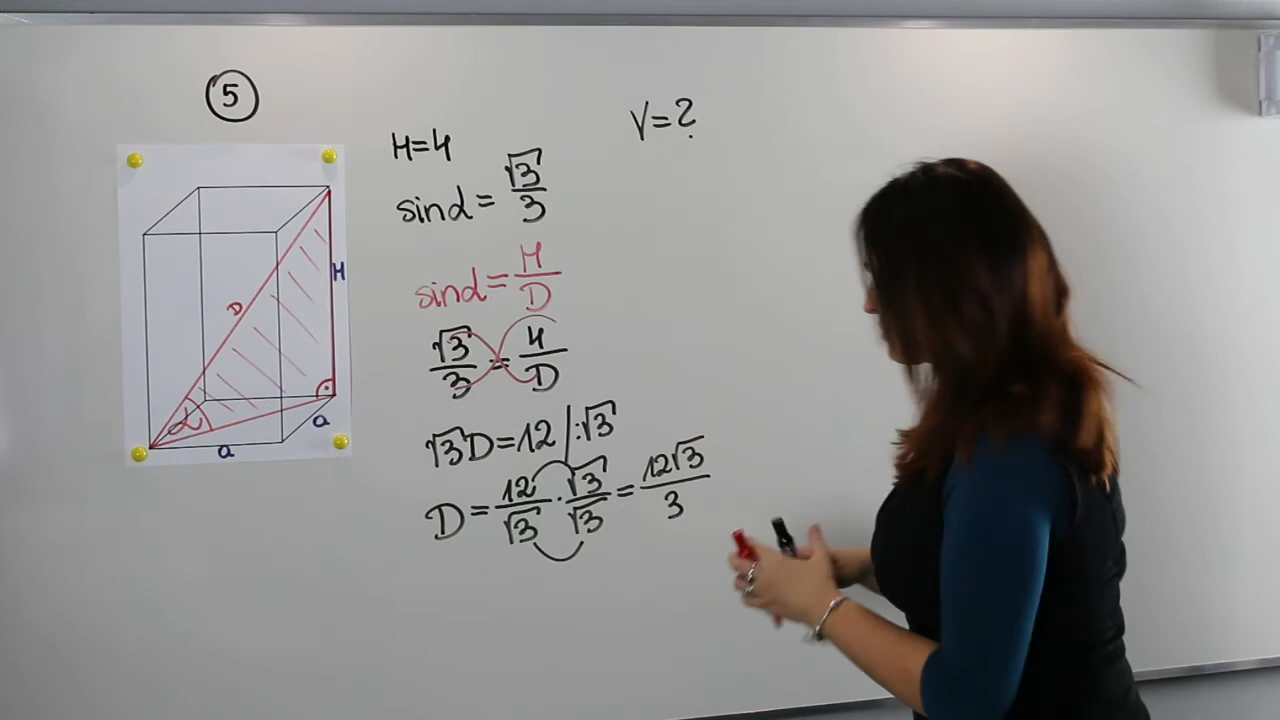 5
V=?
H=4
sinα = √3/3
sinα = H/D
√3/3 = 4/D
√3D=12 |:√3
D = 12/√3 · √3/√3 = 12√3/3
H
D
α
a
a